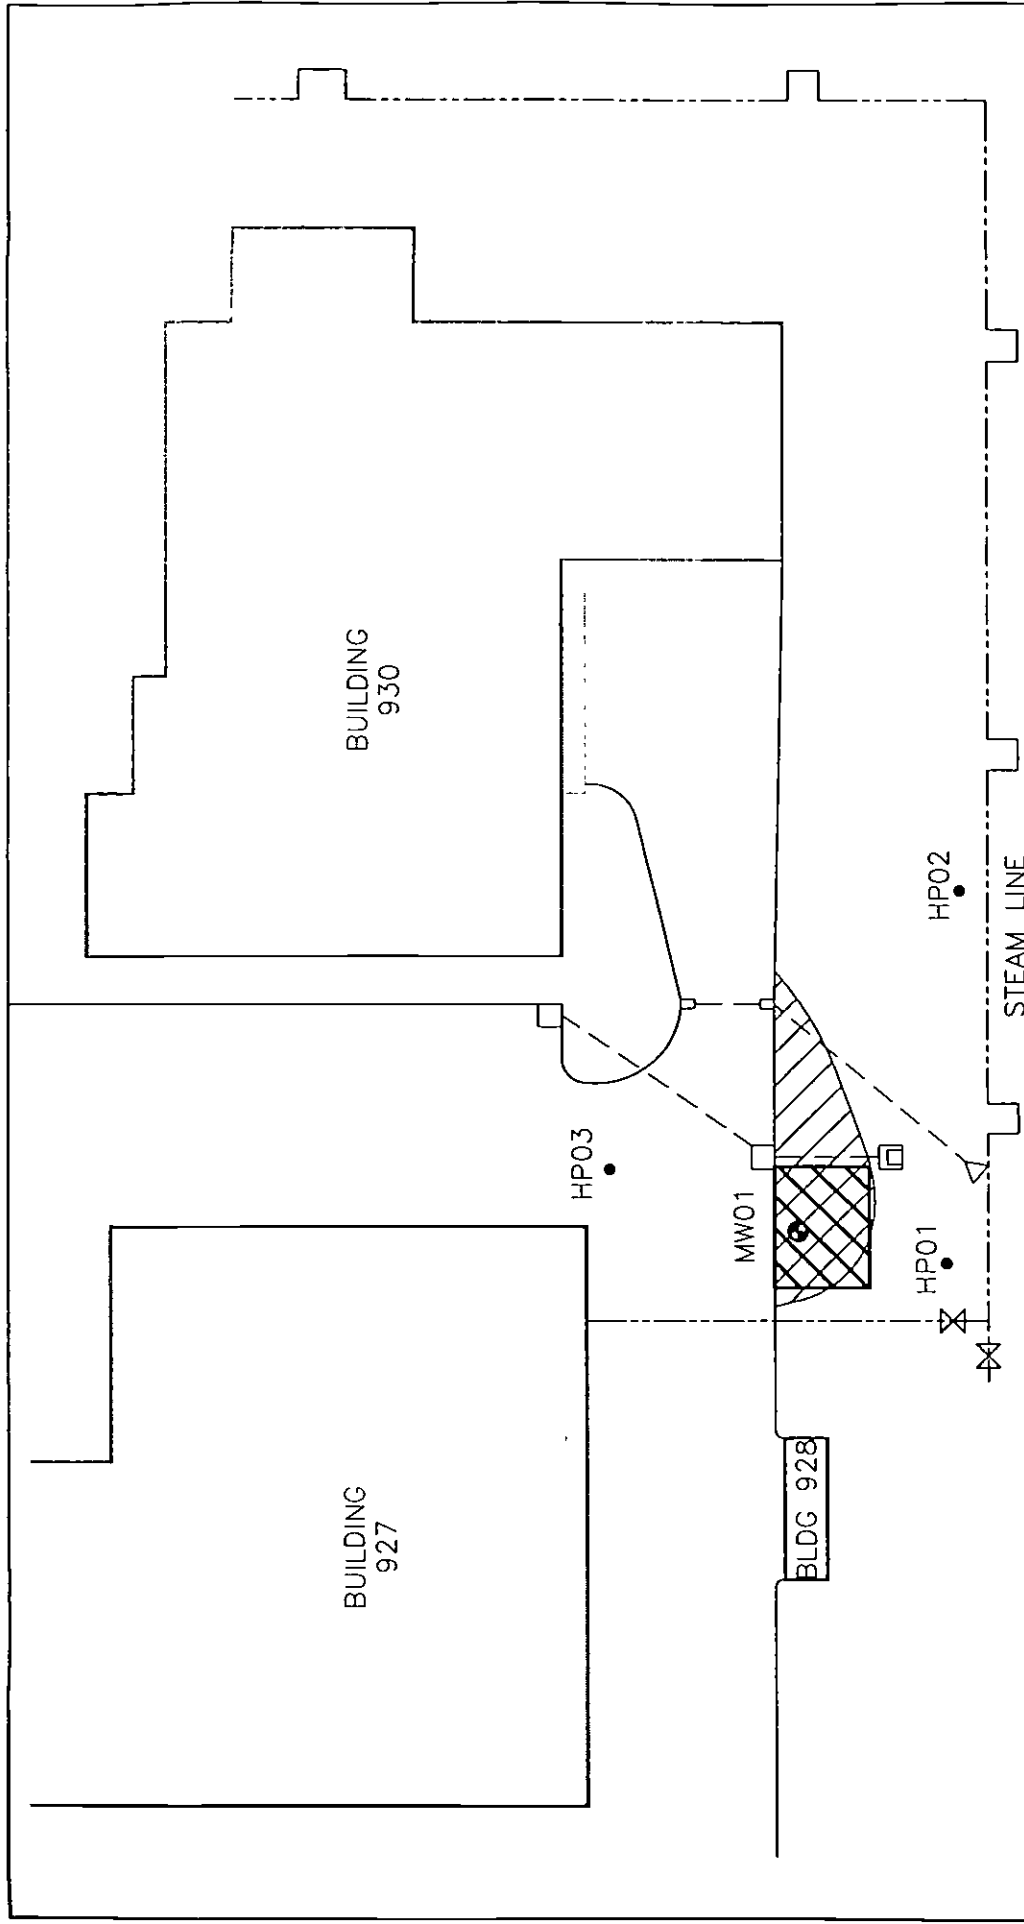 BUILDING
927
BUILDING
930
HP03
MW01
BLDG 928
HP01
HP02
STEAM LINE